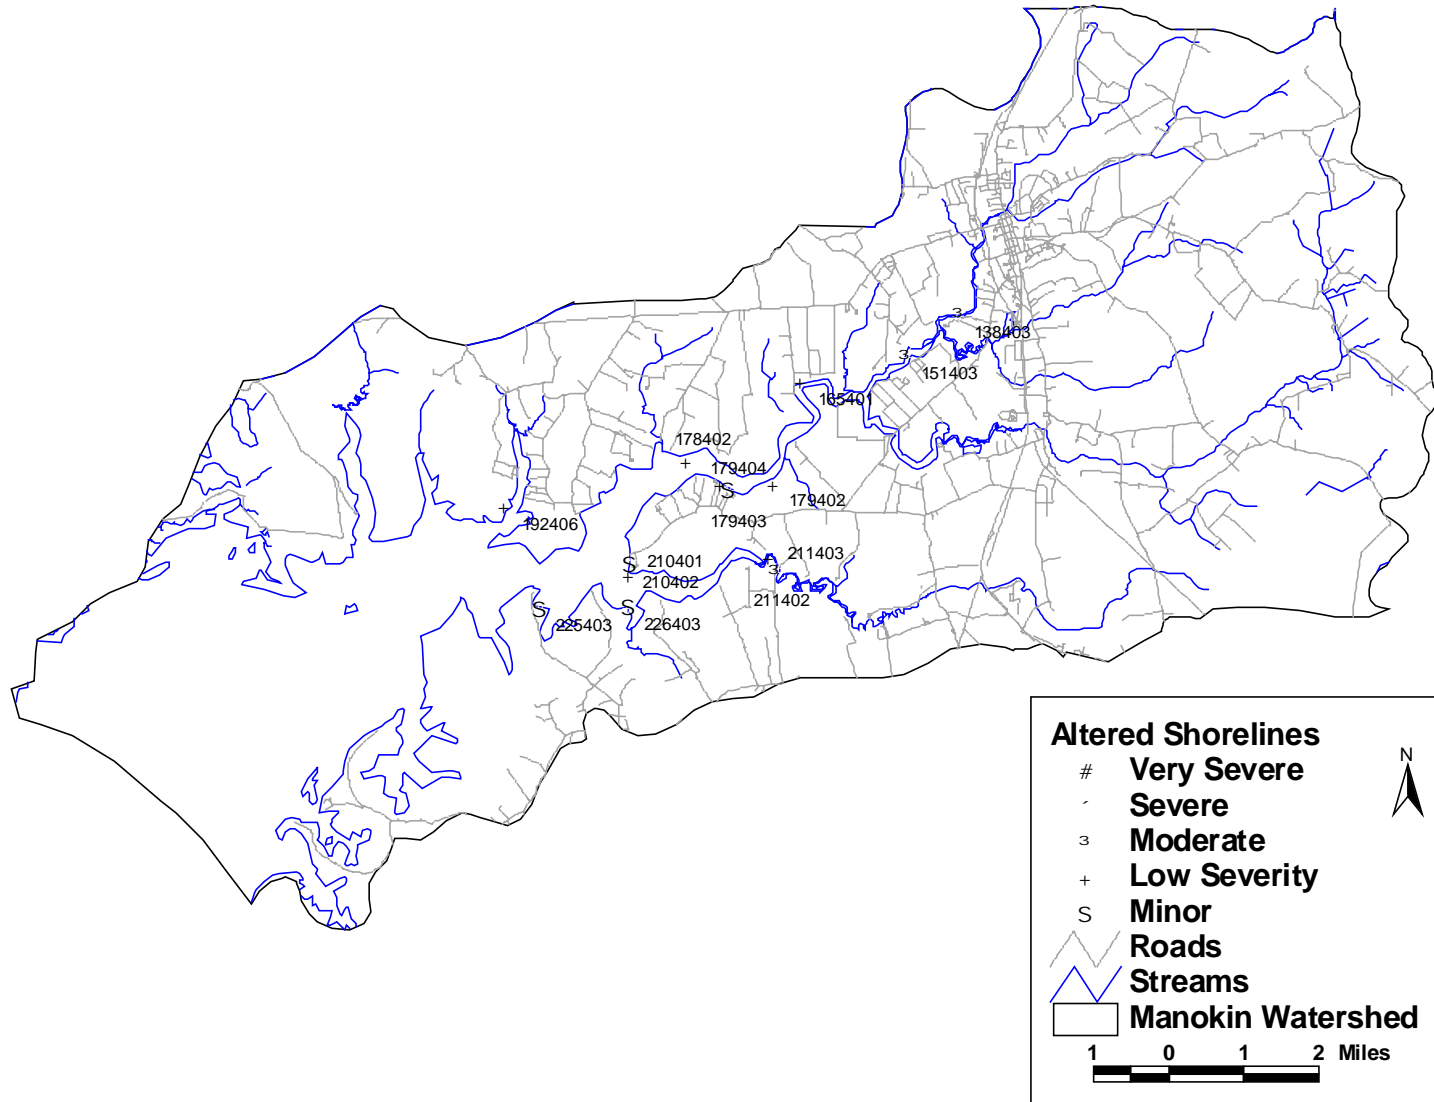 138403
151403
165401
178402
179404
179402
179403
192406
211403
210401
210402
211402
225403
226403
Altered Shorelines
# Very Severe
´ Severe
3 Moderate
+ Low Severity
S Minor
Roads
Streams
Manokin Watershed
N
1 0 1 2 Miles